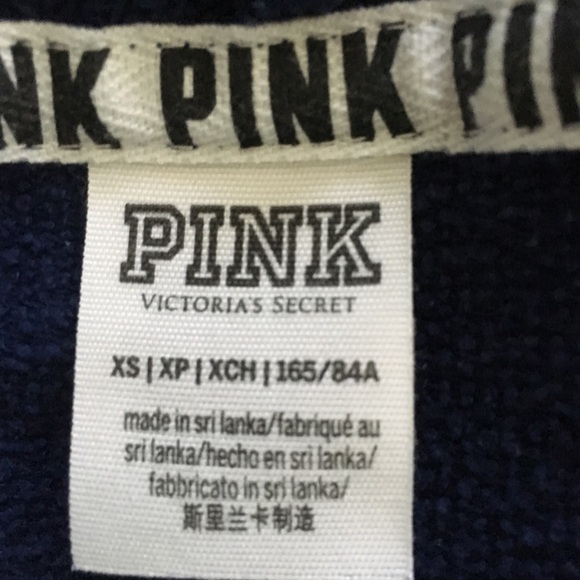 NK PINK PIN
PINK
VICTORIA'S SECRET
XS | XP | XCH | 165/84A
made in sri lanka/fabriqué au
sri lanka/hecho en sri lanka/
fabbricato in sri lanka/
斯里兰卡制造